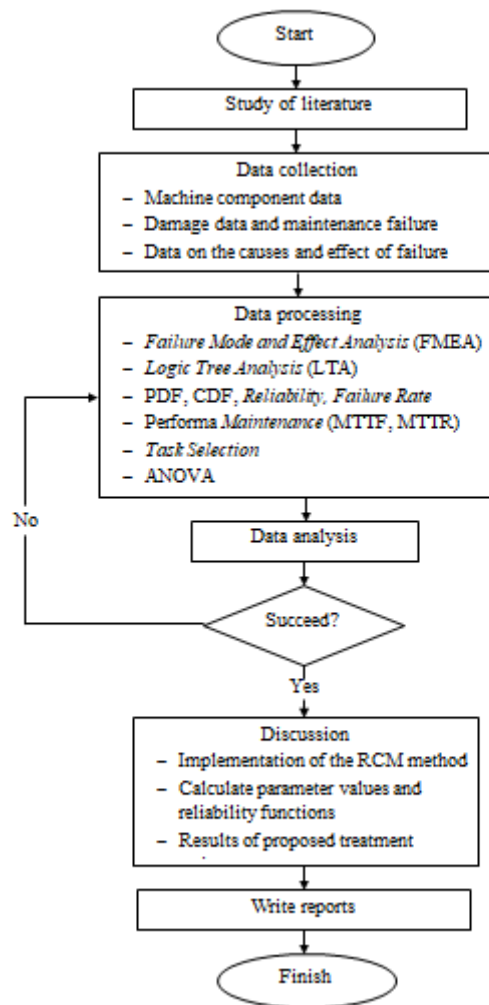 Start
Study of literature
Data collection
– Machine component data
– Damage data and maintenance failure
– Data on the causes and effect of failure
Data processing
– Failure Mode and Effect Analysis (FMEA)
– Logic Tree Analysis (LTA)
– PDF, CDF, Reliability, Failure Rate
– Performa Maintenance (MTTF, MTTR)
– Task Selection
– ANOVA
No
Data analysis
Succeed?
Yes
Discussion
– Implementation of the RCM method
– Calculate parameter values and
reliability functions
– Results of proposed treatment
Write reports
Finish